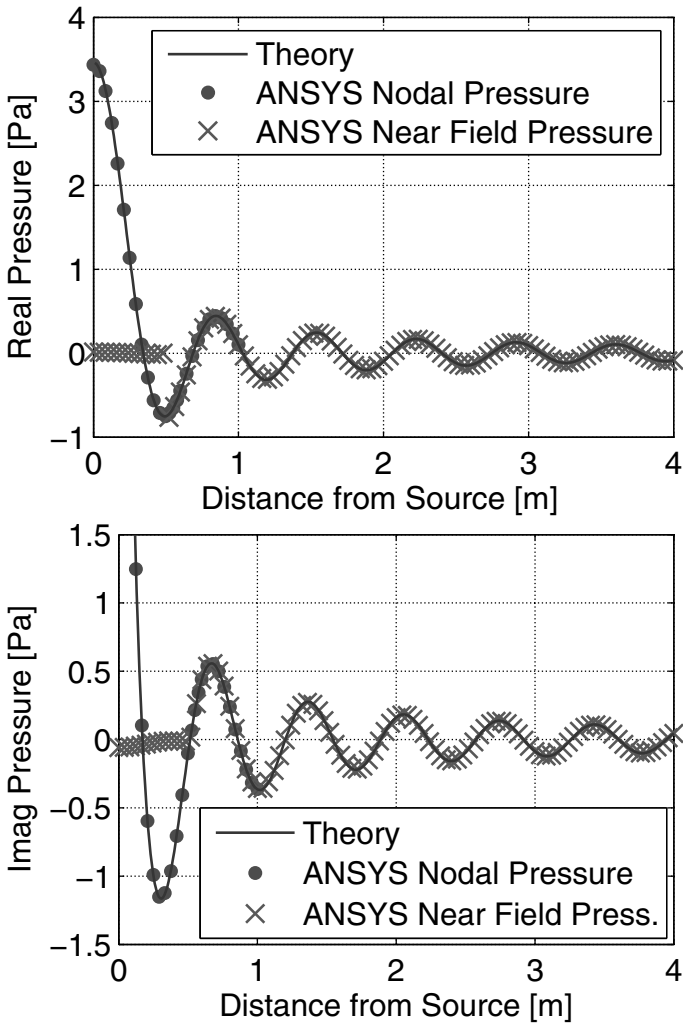 4
3
2
1
0
−1
Real Pressure [Pa]
Theory
ANSYS Nodal Pressure
ANSYS Near Field Pressure
0 1 2 3 4
Distance from Source [m]
1.5
1
0.5
0
−0.5
−1
−1.5
Imag Pressure [Pa]
Theory
ANSYS Nodal Pressure
ANSYS Near Field Press.
0 1 2 3 4
Distance from Source [m]